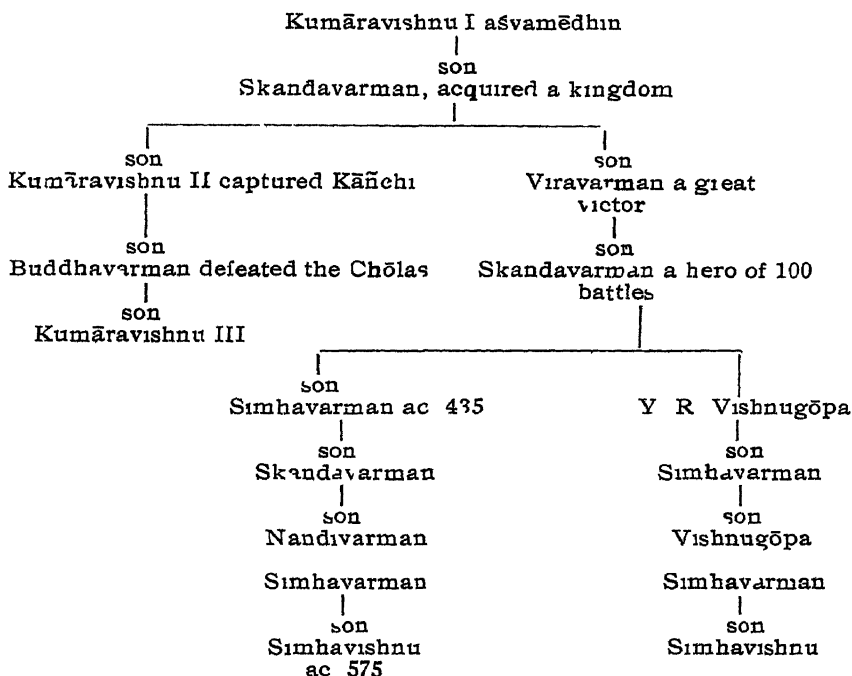 Kumāravishnu I aśvamēdhin
son
Skandavarman, acquired a kingdom
son
Kumāravishnu II captured Kāñchi
son
Buddhavarman defeated the Chōlas
son
Kumāravishnu III
son
Viravarman a great
victor
son
Skandavarman a hero of 100
battles
son
Simhavarman ac 435
son
Skandavarman
son
Nandivarman
Simhavarman
son
Simhavishnu
ac 575
Y R Vishnugōpa
son
Simhavarman
son
Vishnugōpa
Simhavarman
son
Simhavishnu